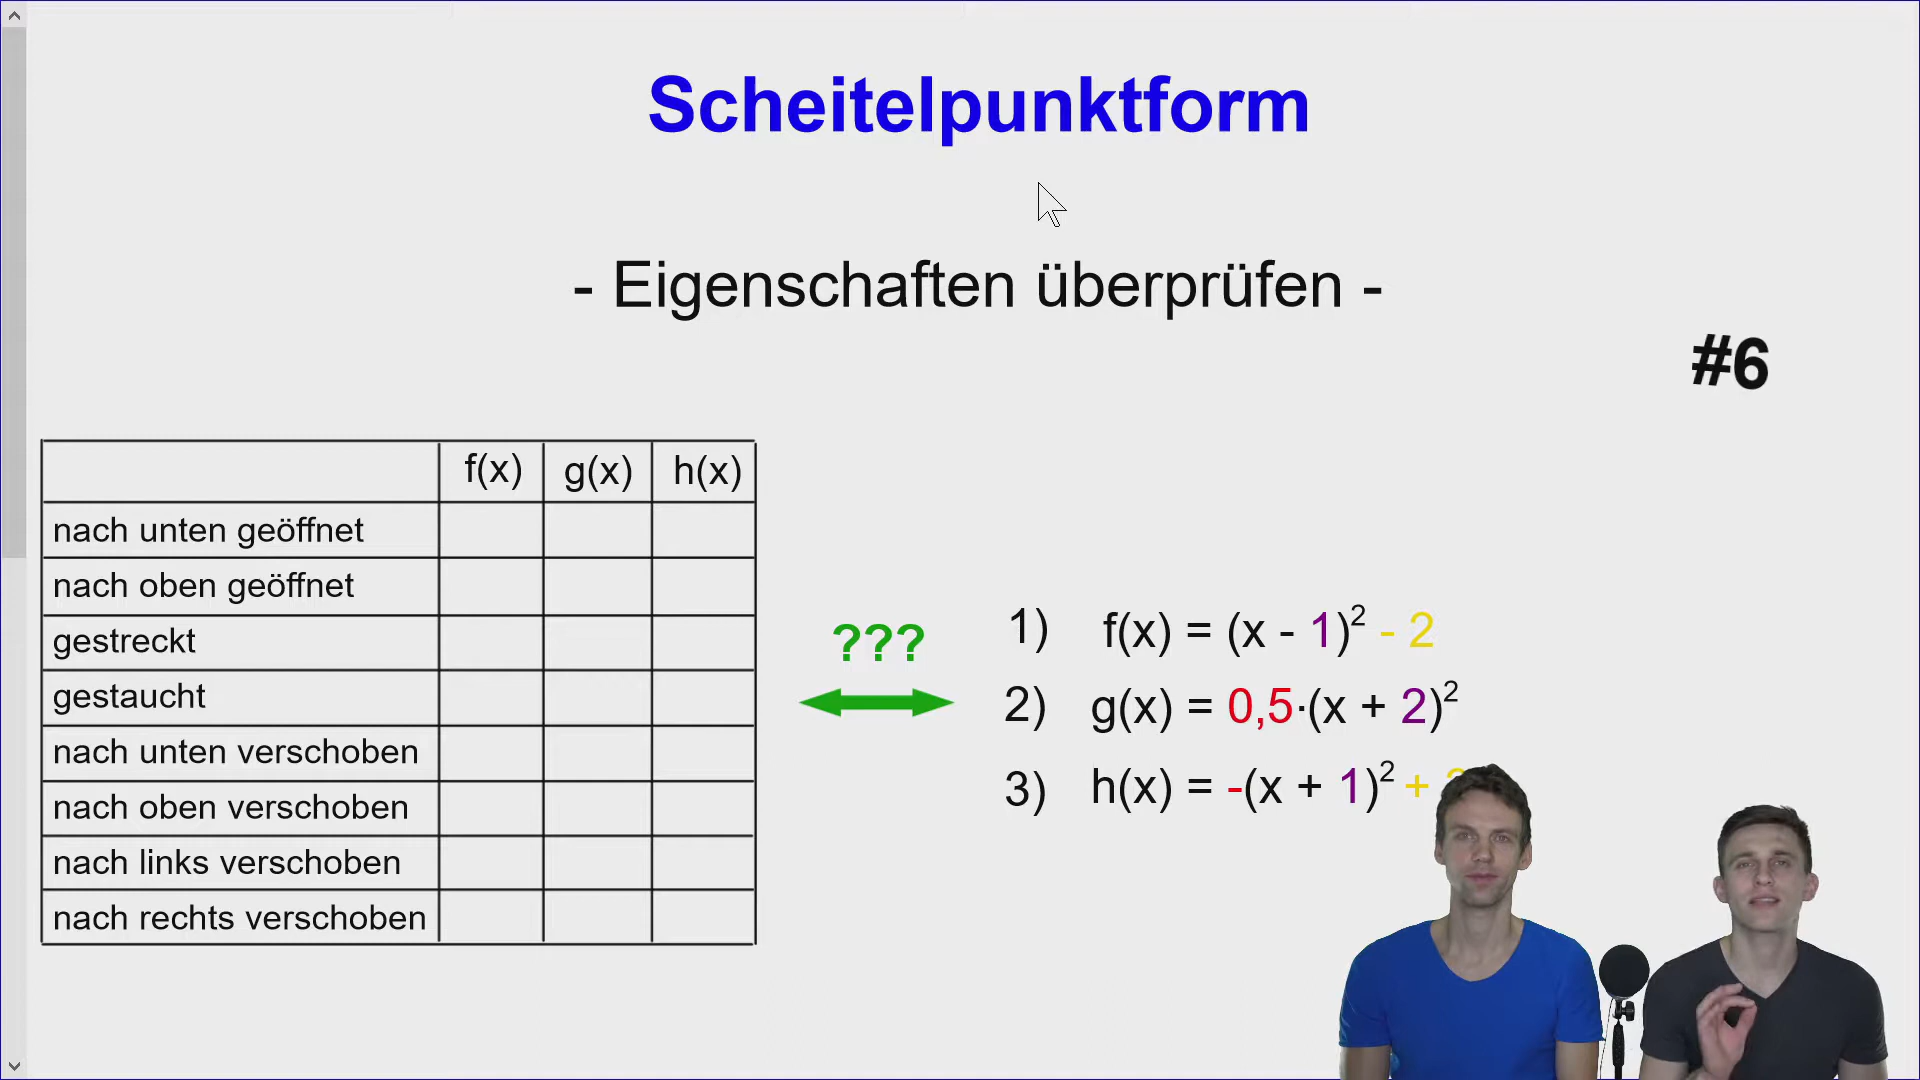 Scheitelpunktform
- Eigenschaften überprüfen -
#6
f(x) g(x) h(x)
nach unten geöffnet
nach oben geöffnet
gestreckt
gestaucht
nach unten verschoben
nach oben verschoben
nach links verschoben
nach rechts verschoben
???
1) f(x) = (x - 1)² - 2
2) g(x) = 0,5·(x + 2)²
3) h(x) = -(x + 1)² +